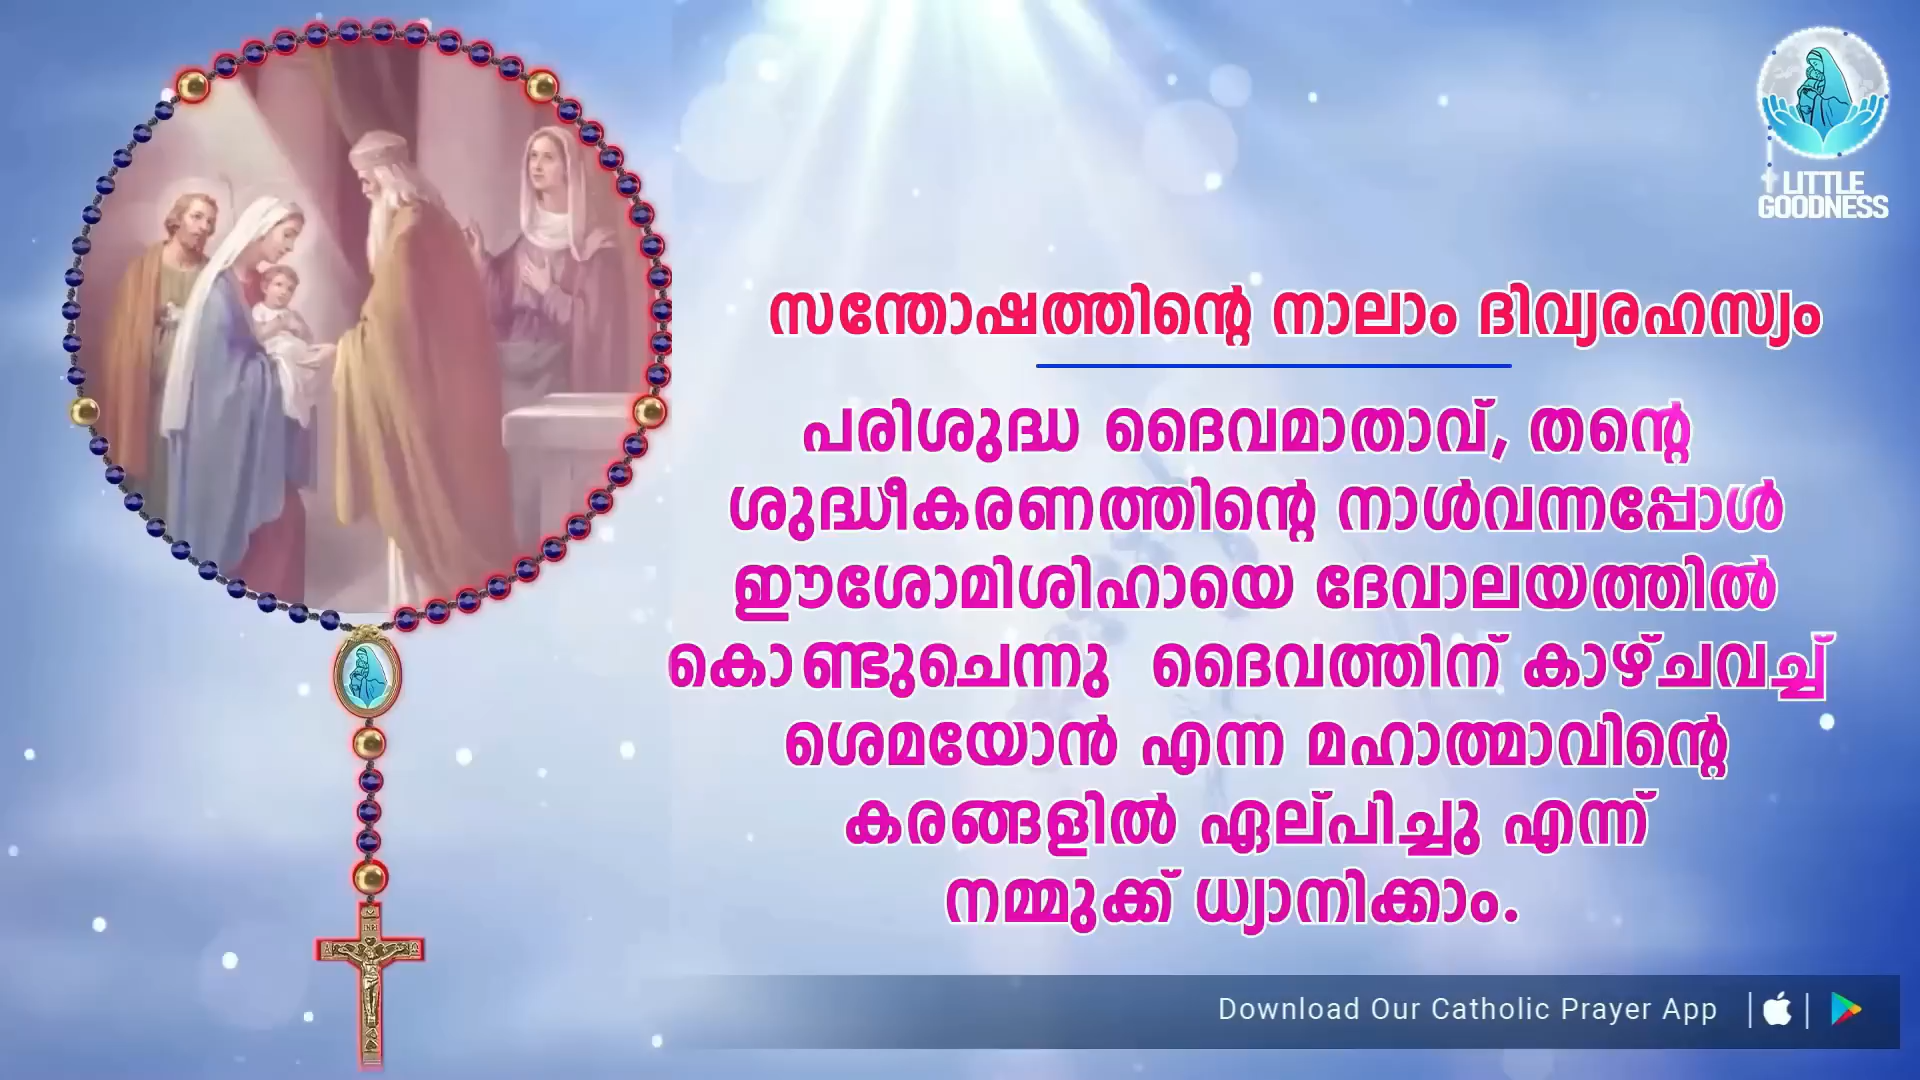 LITTLE
GOODNESS
സന്തോഷത്തിന്റെ നാലാം ദിവ്യരഹസ്യം
പരിശുദ്ധ ദൈവമാതാവ്, തന്റെ
ശുദ്ധീകരണത്തിന്റെ നാൾവന്നപ്പോൾ
ഈശോമിശിഹായെ ദേവാലയത്തിൽ
കൊണ്ടുചെന്നു ദൈവത്തിന് കാഴ്ചവച്ച്
ശെമയോൻ എന്ന മഹാത്മാവിന്റെ
കരങ്ങളിൽ ഏല്പിച്ചു എന്ന്
നമ്മുക്ക് ധ്യാനിക്കാം.
INRI
Download Our Catholic Prayer App